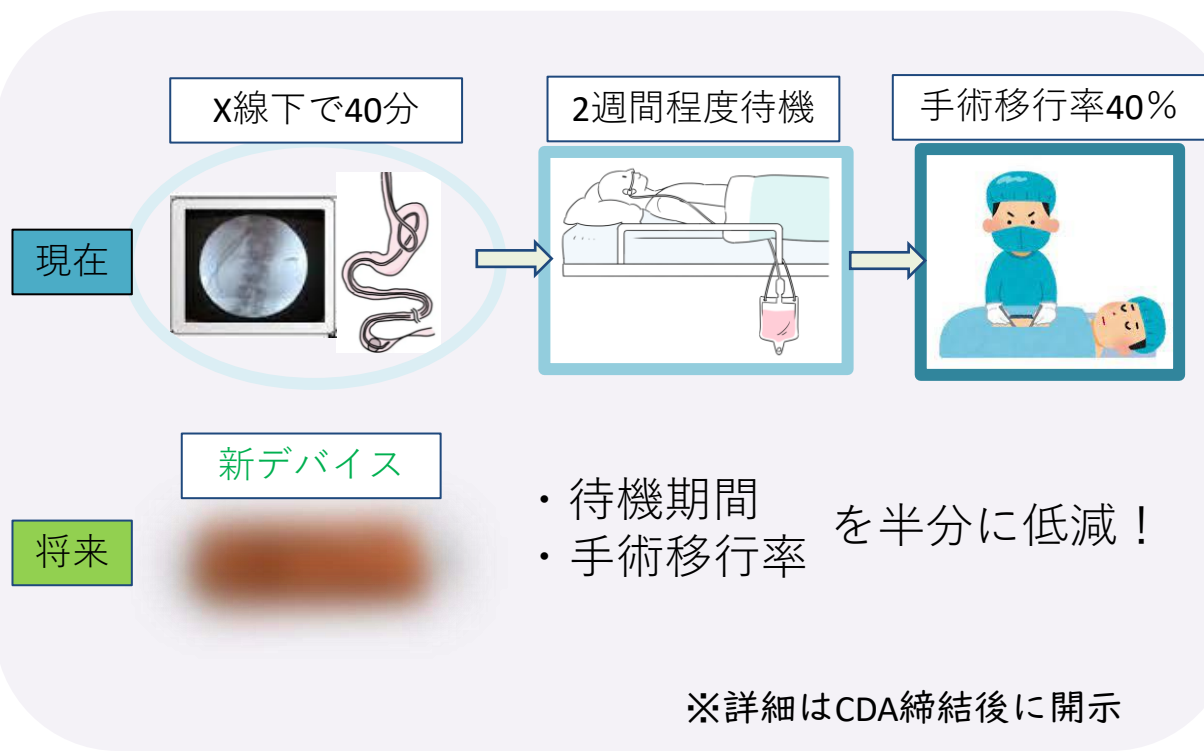 X線下で40分
2週間程度待機
手術移行率40%
現在
新デバイス
将来
・待機期間
・手術移行率
を半分に低減！
※詳細はCDA締結後に開示